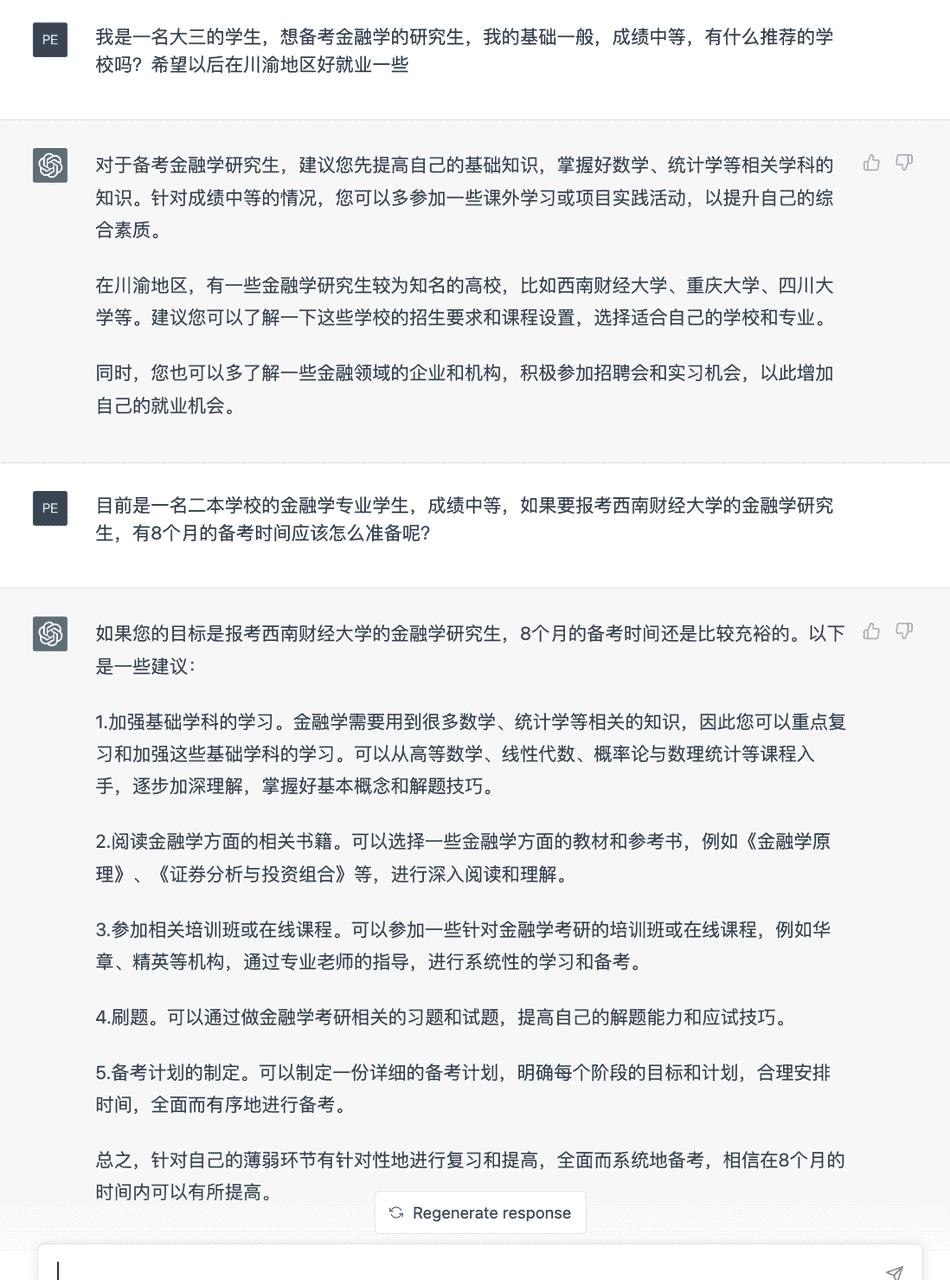 PE
我是一名大三的学生，想备考金融学的研究生，我的基础一般，成绩中等，有什么推荐的学
校吗？希望以后在川渝地区好就业一些
对于备考金融学研究生，建议您先提高自己的基础知识，掌握好数学、统计学等相关学科的
知识。针对成绩中等的情况，您可以多参加一些课外学习或项目实践活动，以提升自己的综
合素质。
在川渝地区，有一些金融学研究生较为知名的高校，比如西南财经大学、重庆大学、四川大
学等。建议您可以了解一下这些学校的招生要求和课程设置，选择适合自己的学校和专业。
同时，您也可以多了解一些金融领域的企业和机构，积极参加招聘会和实习机会，以此增加
自己的就业机会。
PE
目前是一名二本学校的金融学专业学生，成绩中等，如果要报考西南财经大学的金融学研究
生，有8个月的备考时间应该怎么准备呢？
如果您的目标是报考西南财经大学的金融学研究生，8个月的备考时间还是比较充裕的。以下
是一些建议：
1.加强基础学科的学习。金融学需要用到很多数学、统计学等相关的知识，因此您可以重点复
习和加强这些基础学科的学习。可以从高等数学、线性代数、概率论与数理统计等课程入
手，逐步加深理解，掌握好基本概念和解题技巧。
2.阅读金融学方面的相关书籍。可以选择一些金融学方面的教材和参考书，例如《金融学原
理》、《证券分析与投资组合》等，进行深入阅读和理解。
3.参加相关培训班或在线课程。可以参加一些针对金融学考研的培训班或在线课程，例如华
章、精英等机构，通过专业老师的指导，进行系统性的学习和备考。
4.刷题。可以通过做金融学考研相关的习题和试题，提高自己的解题能力和应试技巧。
5.备考计划的制定。可以制定一份详细的备考计划，明确每个阶段的目标和计划，合理安排
时间，全面而有序地进行备考。
总之，针对自己的薄弱环节有针对性地进行复习和提高，全面而系统地备考，相信在8个月的
时间内可以有所提高。
Regenerate response